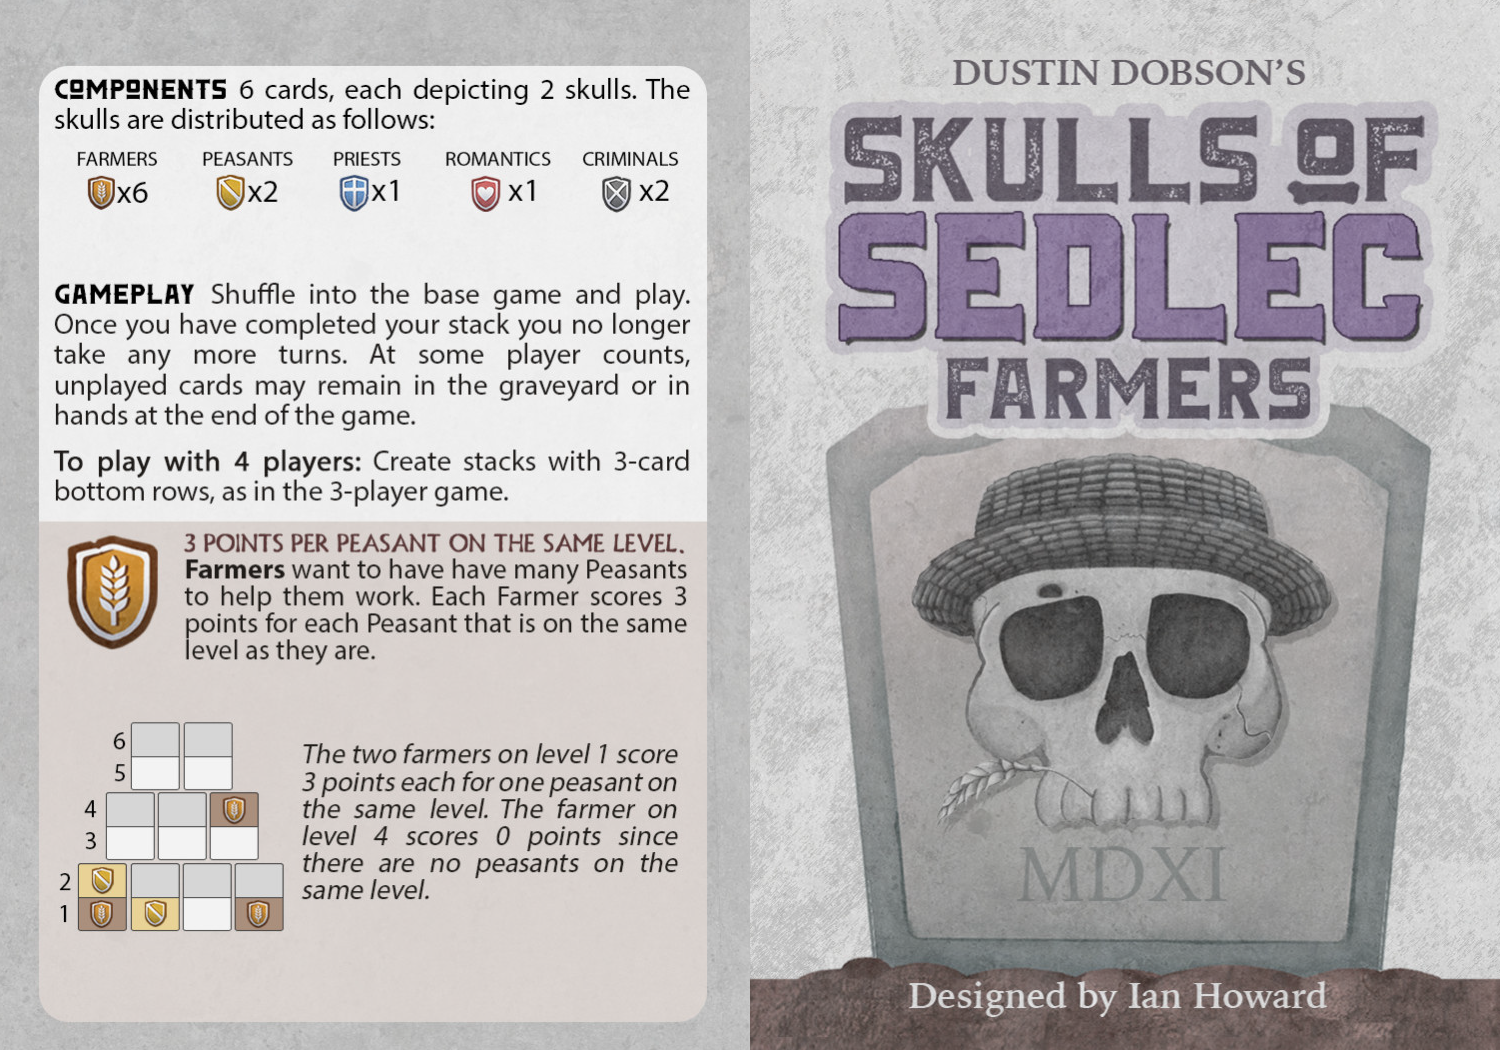 COMPONENTS 6 cards, each depicting 2 skulls. The
skulls are distributed as follows:
FARMERS PEASANTS PRIESTS ROMANTICS CRIMINALS
x6 x2 x1 x1 x2
GAMEPLAY Shuffle into the base game and play.
Once you have completed your stack you no longer
take any more turns. At some player counts,
unplayed cards may remain in the graveyard or in
hands at the end of the game.
To play with 4 players: Create stacks with 3-card
bottom rows, as in the 3-player game.
3 POINTS PER PEASANT ON THE SAME LEVEL.
Farmers want to have have many Peasants
to help them work. Each Farmer scores 3
points for each Peasant that is on the same
level as they are.
6
5
4
3
2
1
The two farmers on level 1 score
3 points each for one peasant on
the same level. The farmer on
level 4 scores 0 points since
there are no peasants on the
same level.
DUSTIN DOBSON'S
SKULLS OF
SEDLEC
FARMERS
MDXI
Designed by Ian Howard